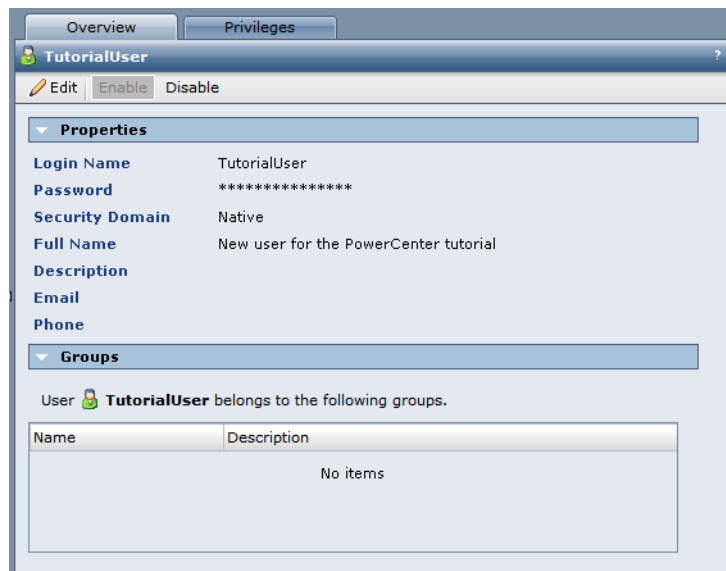 Overview Privileges
TutorialUser ?
Edit Enable Disable
Properties
Login Name TutorialUser
Password ***************
Security Domain Native
Full Name New user for the PowerCenter tutorial
Description
Email
Phone
Groups
User TutorialUser belongs to the following groups.
Name Description
No items